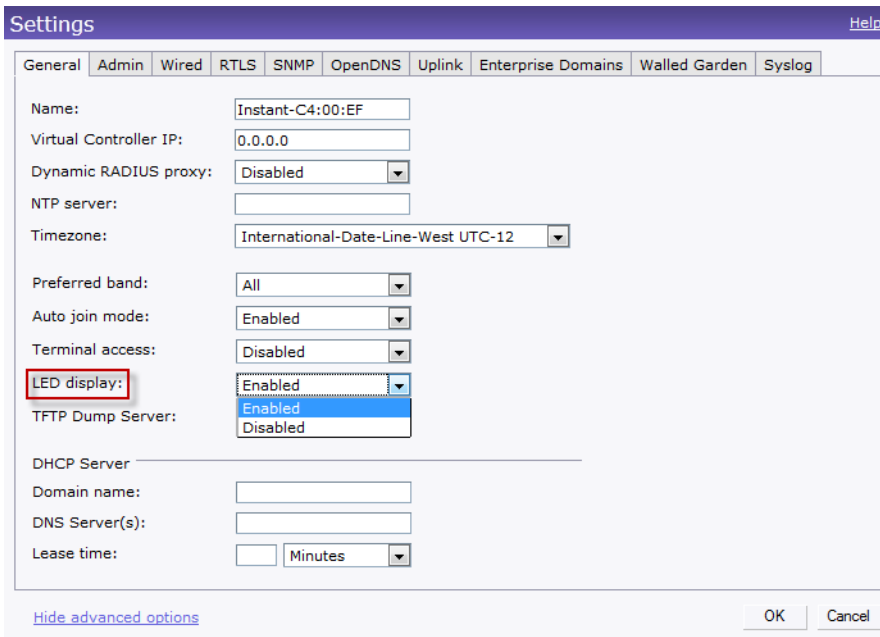 Settings Help
General Admin Wired RTLS SNMP OpenDNS Uplink Enterprise Domains Walled Garden Syslog
Name: Instant-C4:00:EF
Virtual Controller IP: 0.0.0.0
Dynamic RADIUS proxy: Disabled
NTP server:
Timezone: International-Date-Line-West UTC-12
Preferred band: All
Auto join mode: Enabled
Terminal access: Disabled
LED display: Enabled
Enabled
TFTP Dump Server:
Disabled
DHCP Server
Domain name:
DNS Server(s):
Lease time: Minutes
Hide advanced options OK Cancel